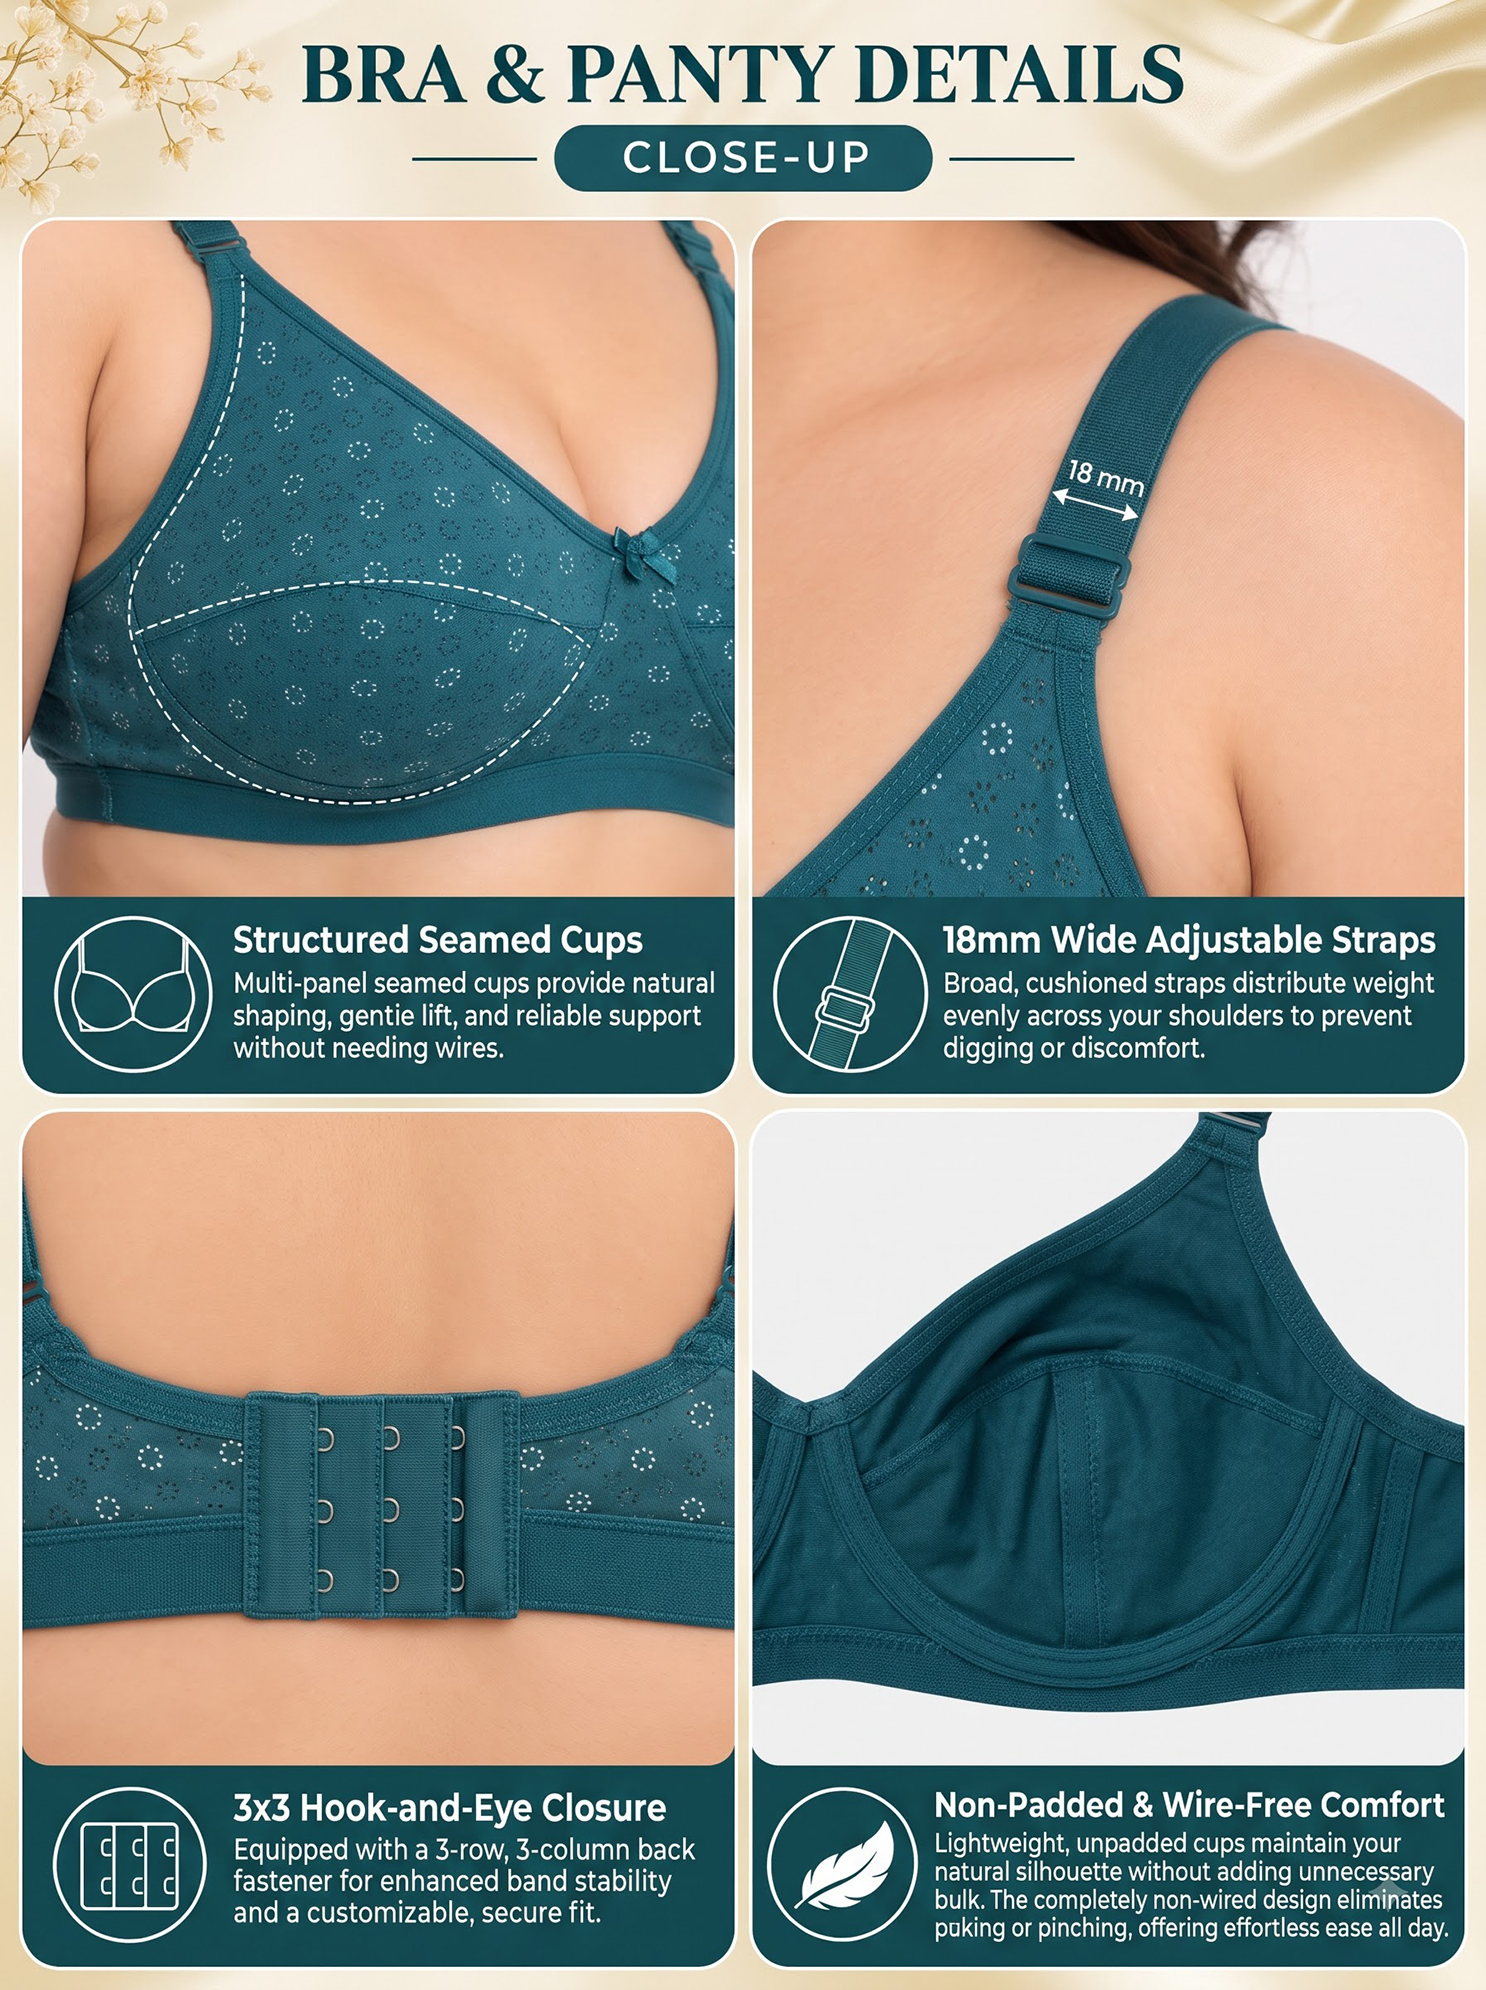 BRA & PANTY DETAILS
CLOSE-UP
18 mm
Structured Seamed Cups
Multi-panel seamed cups provide natural
shaping, gentie lift, and reliable support
without needing wires.
18mm Wide Adjustable Straps
Broad, cushioned straps distribute weight
evenly across your shoulders to prevent
digging or discomfort.
3x3 Hook-and-Eye Closure
Equipped with a 3-row, 3-column back
fastener for enhanced band stability
and a customizable, secure fit.
Non-Padded & Wire-Free Comfort
Lightweight, unpadded cups maintain your
natural silhouette without adding unnecessary
bulk. The completely non-wired design eliminates
puking or pinching, offering effortless ease all day.